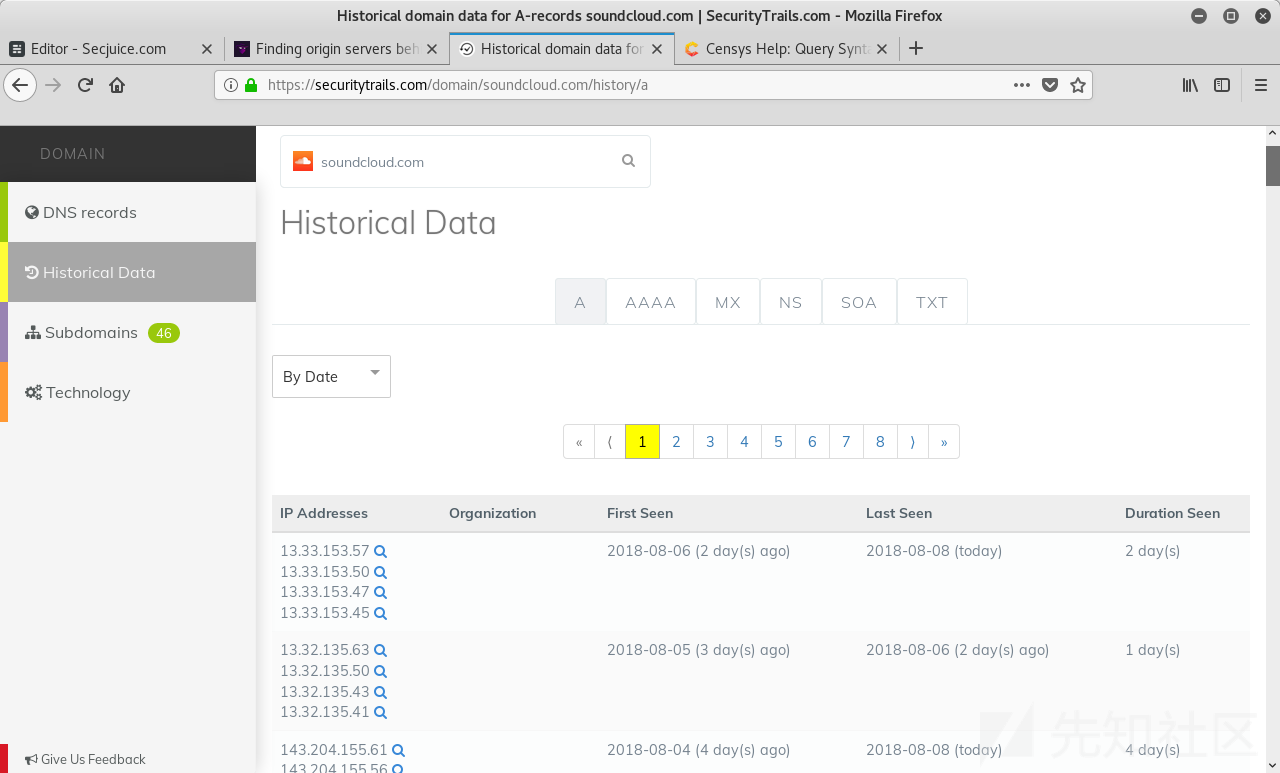 Historical domain data for A-records soundcloud.com | SecurityTrails.com - Mozilla Firefox
Editor - Secjuice.com
Finding origin servers beh
Historical domain data for
Censys Help: Query Synta
https://securitytrails.com/domain/soundcloud.com/history/a
DOMAIN
DNS records
Historical Data
Subdomains 46
Technology
Give Us Feedback
soundcloud.com
Historical Data
A AAAA MX NS SOA TXT
By Date
« ⟨ 1 2 3 4 5 6 7 8 ⟩ »
IP Addresses Organization First Seen Last Seen Duration Seen
13.33.153.57 2018-08-06 (2 day(s) ago) 2018-08-08 (today) 2 day(s)
13.33.153.50
13.33.153.47
13.33.153.45
13.32.135.63 2018-08-05 (3 day(s) ago) 2018-08-06 (2 day(s) ago) 1 day(s)
13.32.135.50
13.32.135.43
13.32.135.41
143.204.155.61 2018-08-04 (4 day(s) ago) 2018-08-08 (today) 4 day(s)
143.204.155.56
先知社区